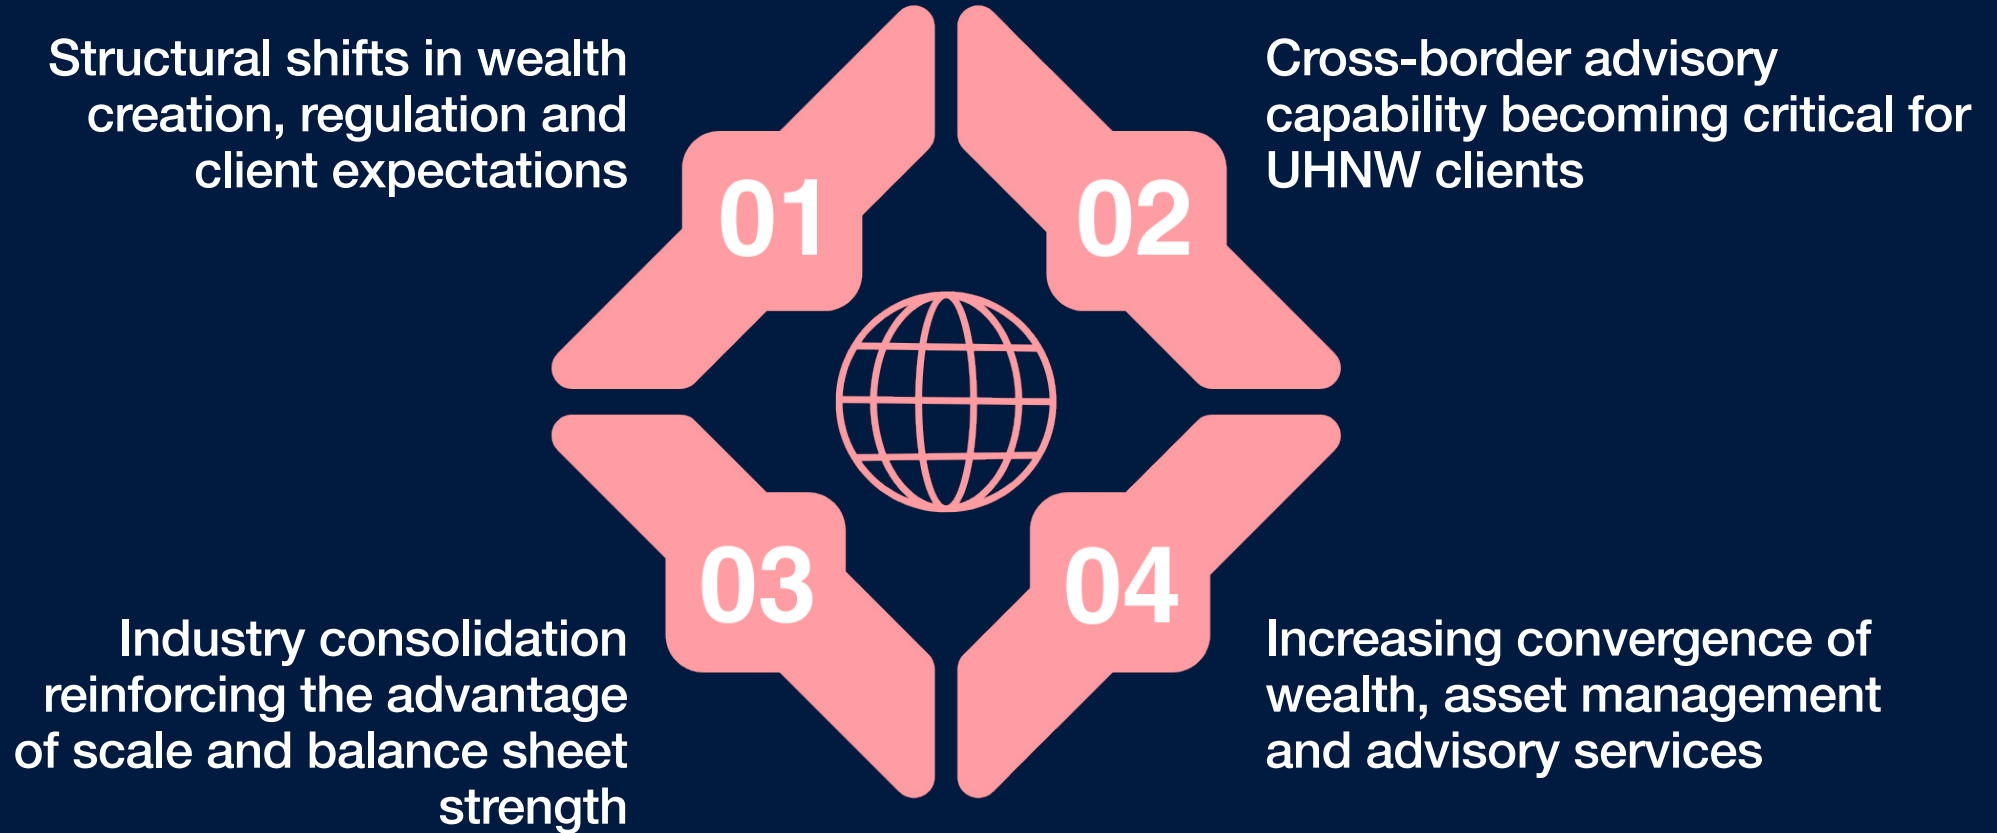 Structural shifts in wealth
creation, regulation and
client expectations
01
02
Cross-border advisory
capability becoming critical for
UHNW clients
03
Industry consolidation
reinforcing the advantage
of scale and balance sheet
strength
04
Increasing convergence of
wealth, asset management
and advisory services